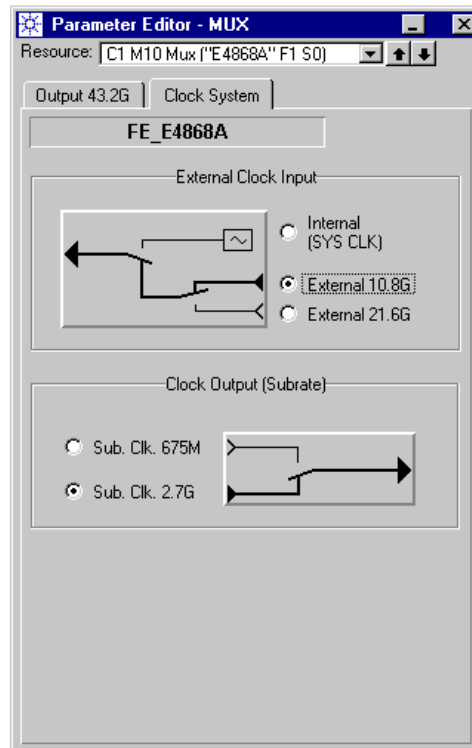 Parameter Editor - MUX
Resource: C1 M10 Mux ("E4868A" F1 S0)
Output 43.2G
Clock System
FE_E4868A
External Clock Input
Internal
(SYS CLK)
External 10.8G
External 21.6G
Clock Output (Subrate)
Sub. Clk. 675M
Sub. Clk. 2.7G